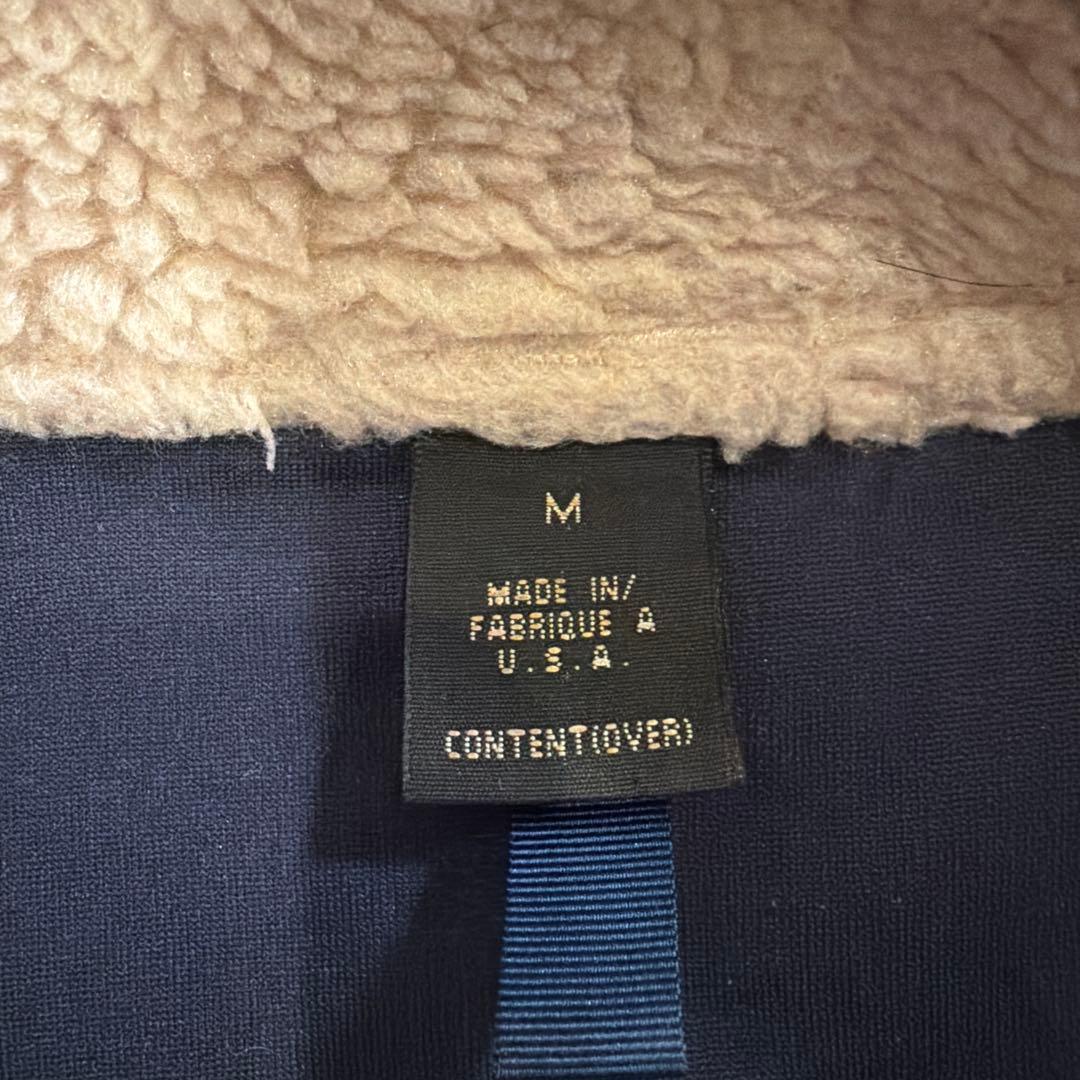 M
MADE IN/
FABRIQUE A
U.S.A.
CONTENT(OVER)